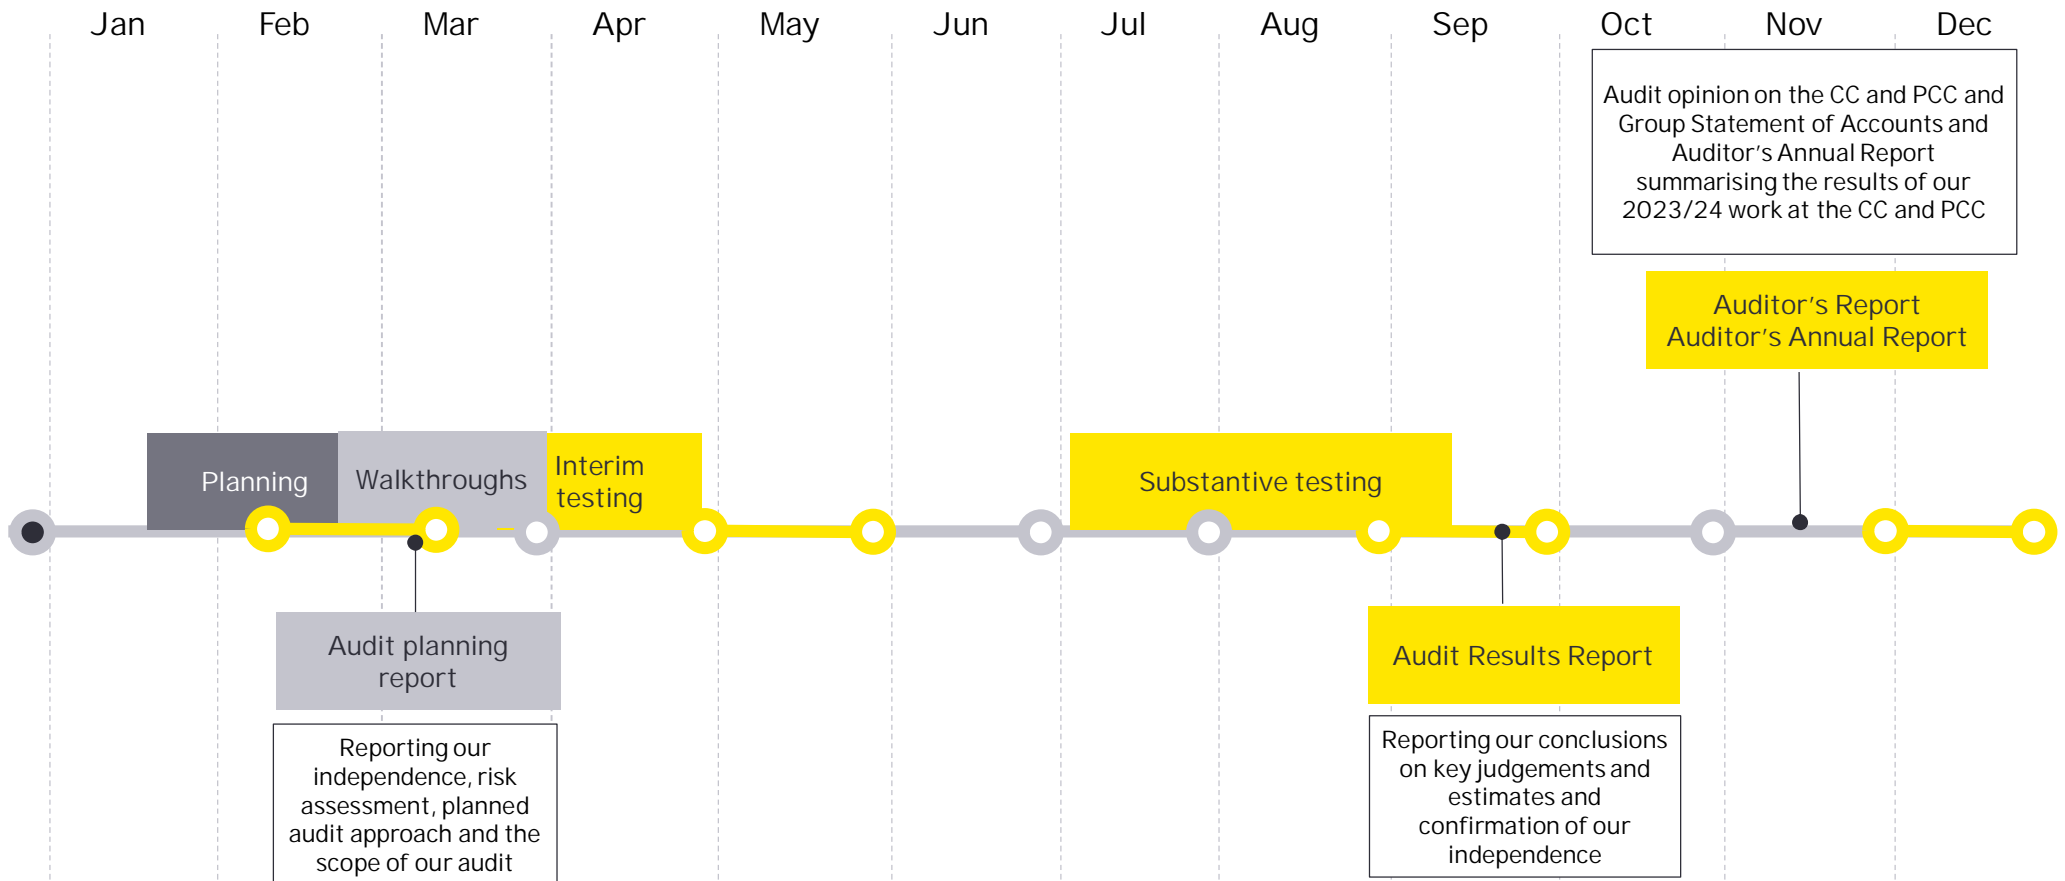 Jan Feb Mar Apr May Jun Jul Aug Sep Oct Nov Dec
Audit opinion on the CC and PCC and
Group Statement of Accounts and
Auditor's Annual Report
summarising the results of our
2023/24 work at the CC and PCC
Auditor's Report
Auditor's Annual Report
Planning
Walkthroughs
Interim
testing
Substantive testing
Audit planning
report
Reporting our
independence, risk
assessment, planned
audit approach and the
scope of our audit
Audit Results Report
Reporting our conclusions
on key judgements and
estimates and
confirmation of our
independence